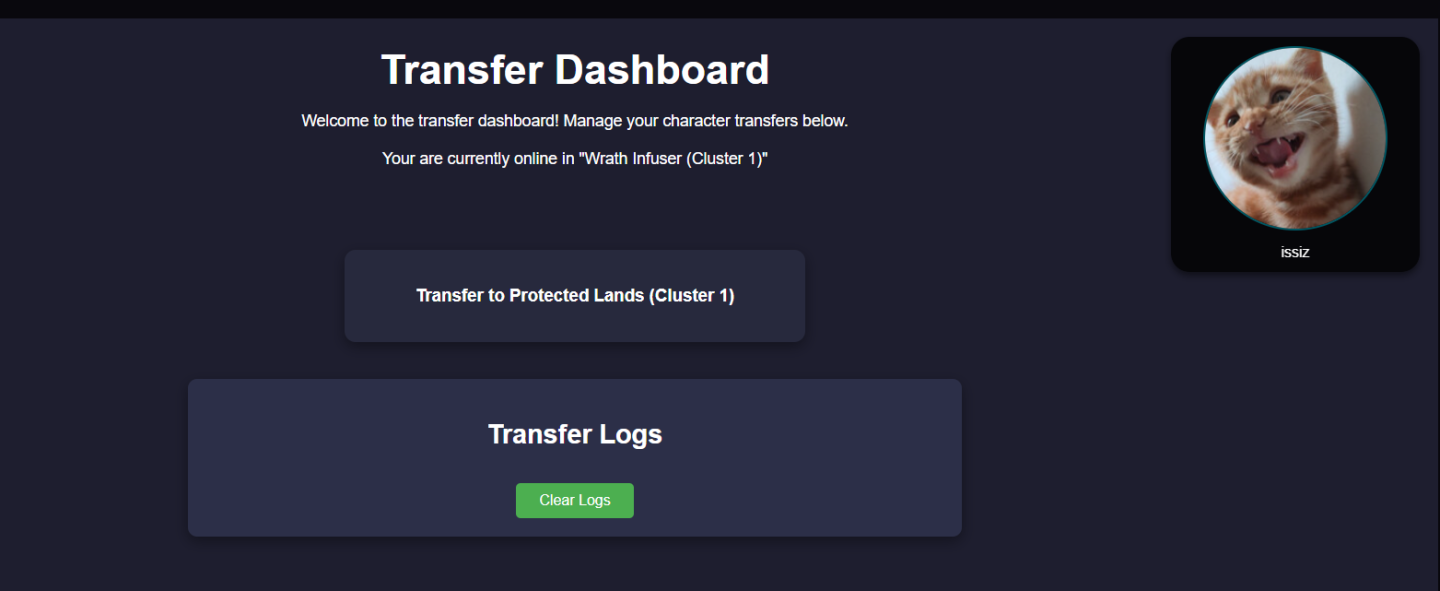 Transfer Dashboard
Welcome to the transfer dashboard! Manage your character transfers below.
Your are currently online in "Wrath Infuser (Cluster 1)"
issiz
Transfer to Protected Lands (Cluster 1)
Transfer Logs
Clear Logs